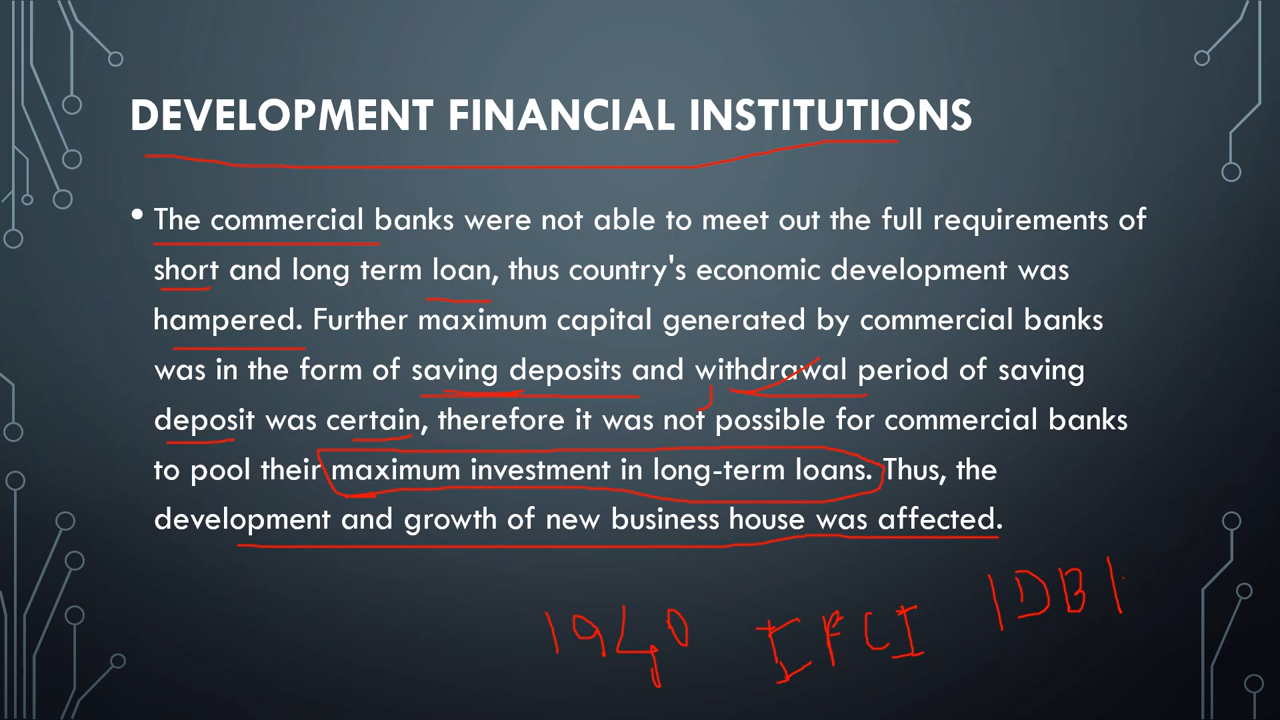 DEVELOPMENT FINANCIAL INSTITUTIONS
• The commercial banks were not able to meet out the full requirements of
short and long term loan, thus country's economic development was
hampered. Further maximum capital generated by commercial banks
was in the form of saving deposits and withdrawal period of saving
deposit was certain, therefore it was not possible for commercial banks
to pool their maximum investment in long-term loans. Thus, the
development and growth of new business house was affected.
1940 IFCI IDBI